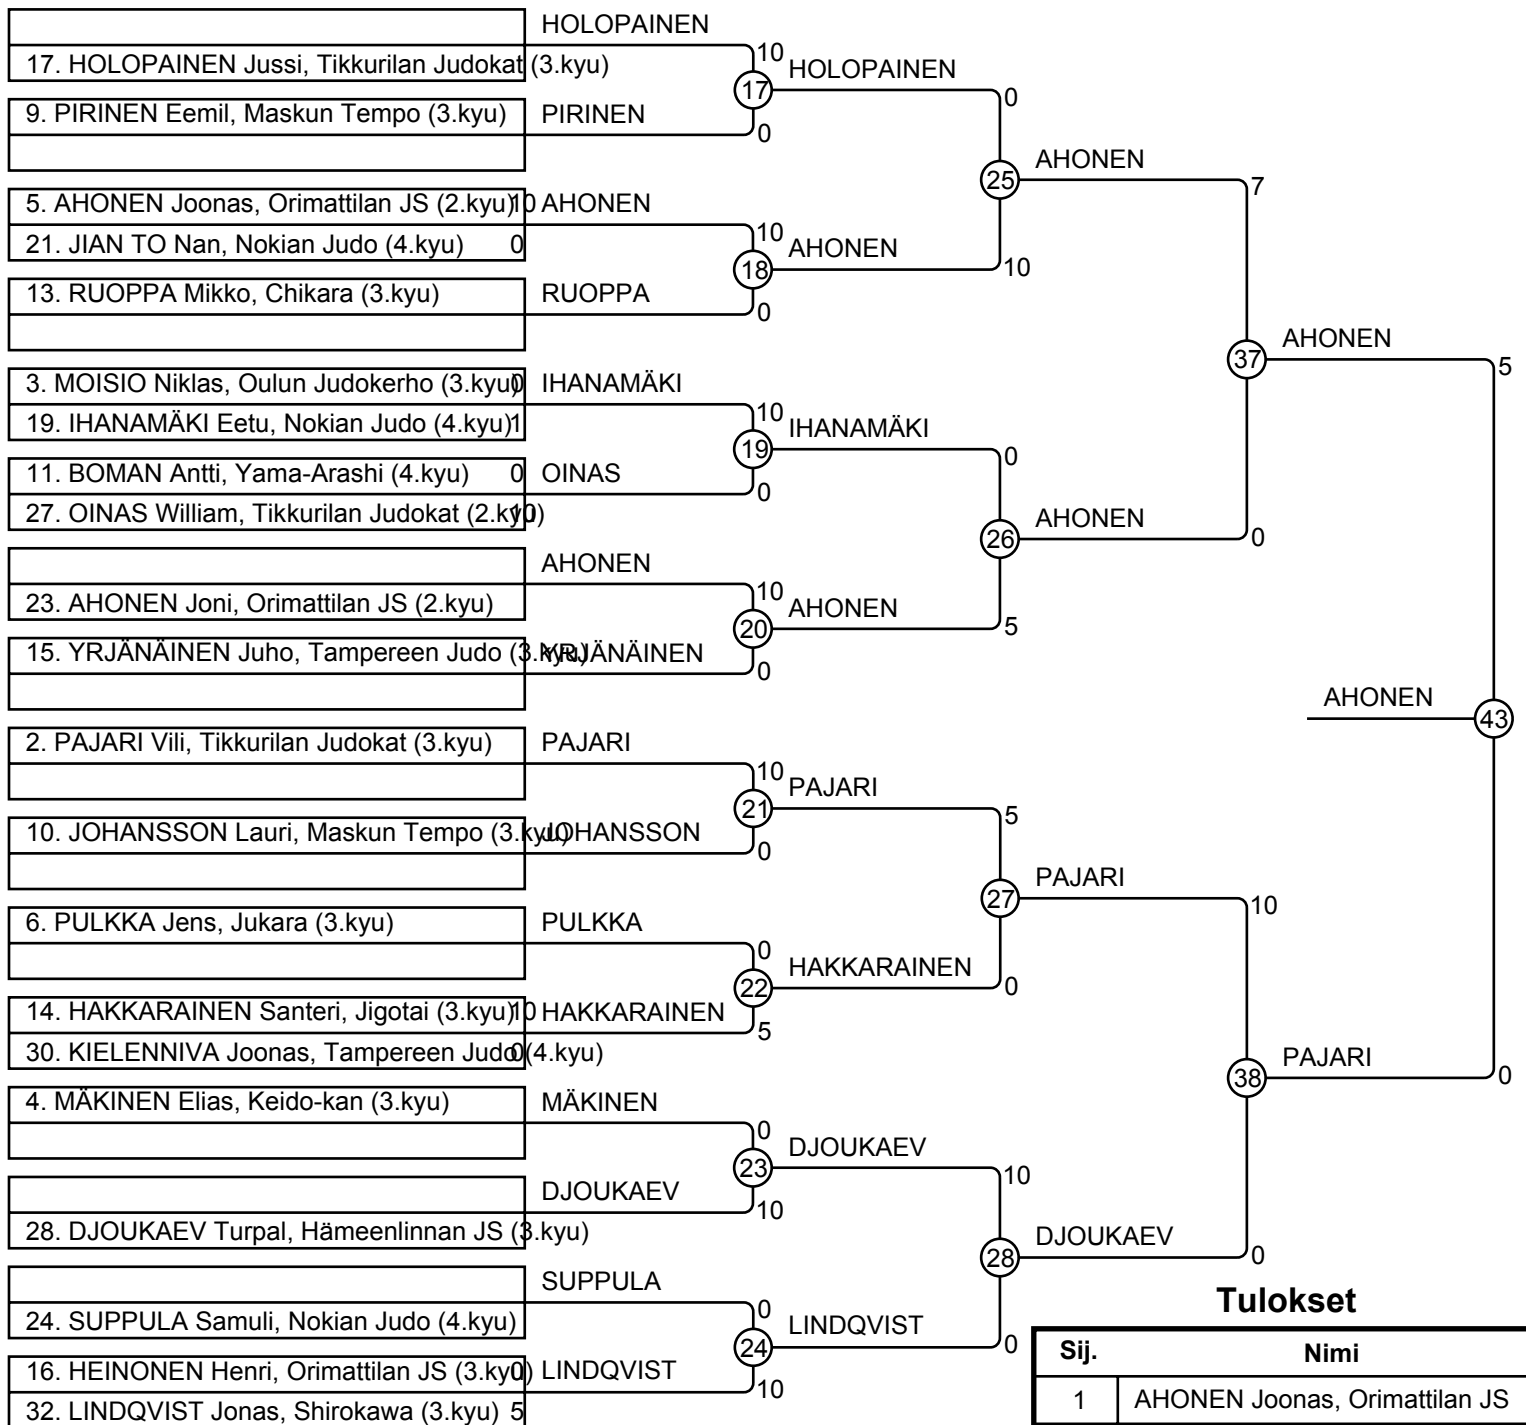 HOLOPAINEN
17. HOLOPAINEN Jussi, Tikkurilan Judokat (3.kyu)
10
17
HOLOPAINEN
0
9. PIRINEN Eemil, Maskun Tempo (3.kyu) PIRINEN
0
25
AHONEN
7
5. AHONEN Joonas, Orimattilan JS (2.kyu) 10 AHONEN
21. JIAN TO Nan, Nokian Judo (4.kyu) 0
10
18
AHONEN
10
13. RUOPPA Mikko, Chikara (3.kyu) RUOPPA
0
37
AHONEN
5
3. MOISIO Niklas, Oulun Judokerho (3.kyu) 0 IHANAMÄKI
19. IHANAMÄKI Eetu, Nokian Judo (4.kyu) 1
10
19
IHANAMÄKI
0
11. BOMAN Antti, Yama-Arashi (4.kyu) 0 OINAS
0
27. OINAS William, Tikkurilan Judokat (2.kyu) 10
26
AHONEN
0
AHONEN
23. AHONEN Joni, Orimattilan JS (2.kyu)
10
20
AHONEN
5
15. YRJÄNÄINEN Juho, Tampereen Judo (3.kyu) YRJÄNÄINEN
0
AHONEN
43
2. PAJARI Vili, Tikkurilan Judokat (3.kyu) PAJARI
10
21
PAJARI
5
10. JOHANSSON Lauri, Maskun Tempo (3.kyu) JOHANSSON
0
27
PAJARI
10
6. PULKKA Jens, Jukara (3.kyu) PULKKA
0
22
HAKKARAINEN
0
14. HAKKARAINEN Santeri, Jigotai (3.kyu) 10 HAKKARAINEN
5
30. KIELENNIVA Joonas, Tampereen Judo (4.kyu) 0
38
PAJARI
0
4. MÄKINEN Elias, Keido-kan (3.kyu) MÄKINEN
0
23
DJOUKAEV
10
DJOUKAEV
10
28. DJOUKAEV Turpal, Hämeenlinnan JS (3.kyu)
28
DJOUKAEV
0
SUPPULA
24. SUPPULA Samuli, Nokian Judo (4.kyu)
0
24
LINDQVIST
0
16. HEINONEN Henri, Orimattilan JS (3.kyu) 0 LINDQVIST
10
32. LINDQVIST Jonas, Shirokawa (3.kyu) 5
Tulokset
Sij. Nimi
1 AHONEN Joonas, Orimattilan JS